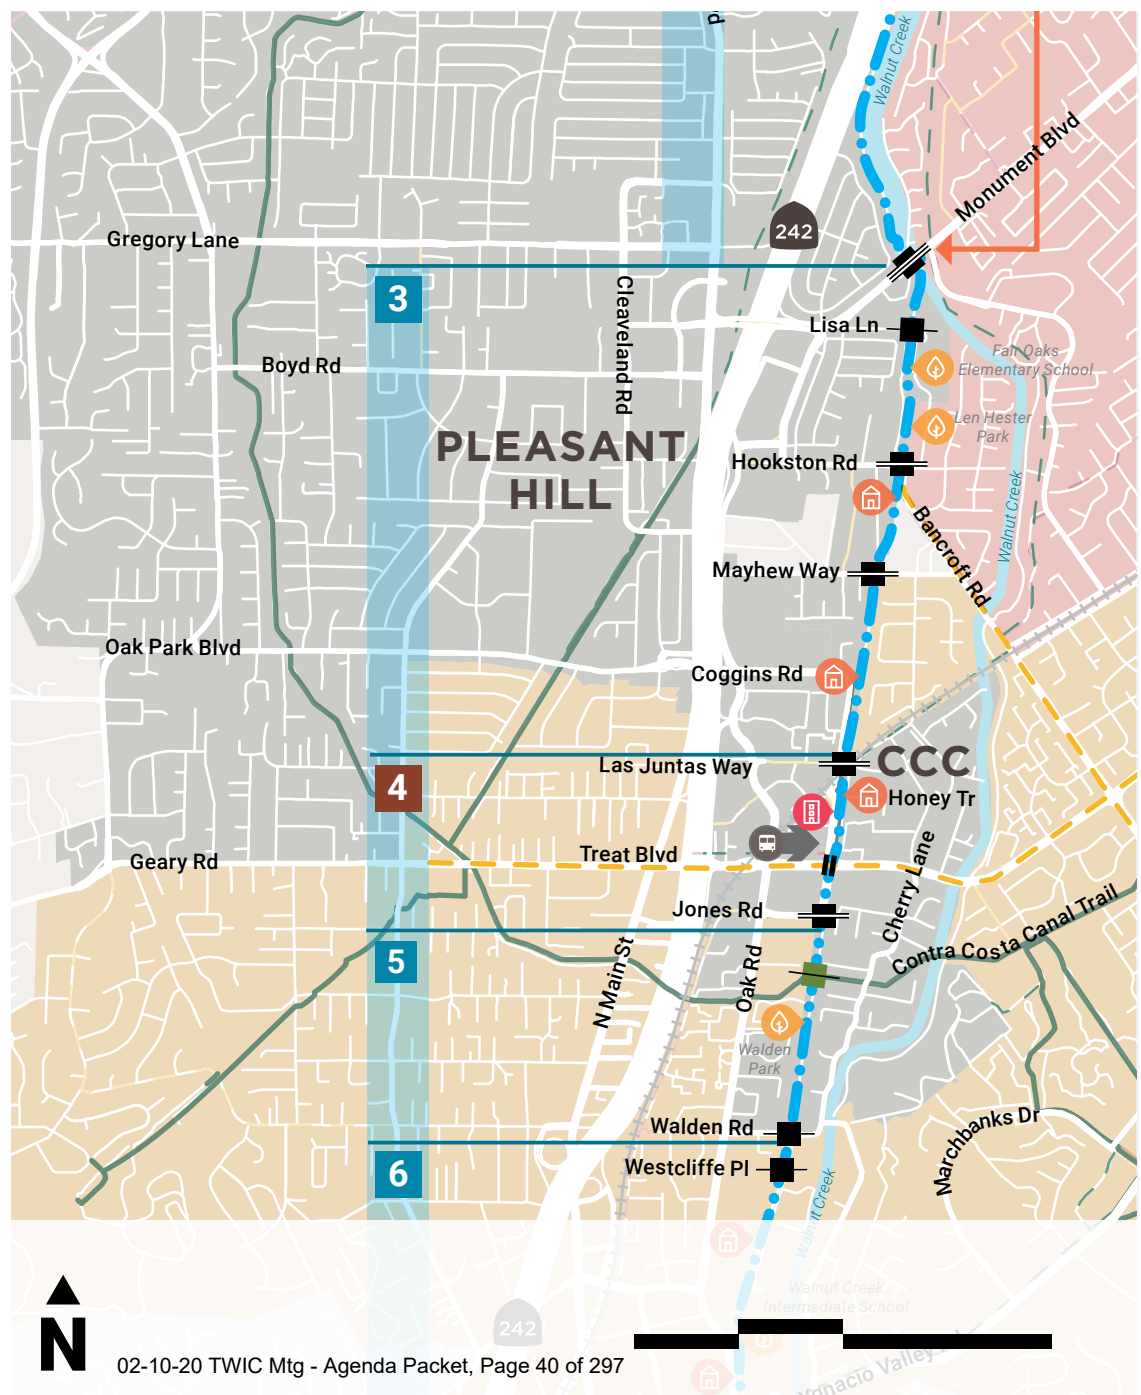 Walnut Creek
Monument Blvd
242
Gregory Lane
3
Cleaveland Rd
Lisa Ln
Fair Oaks
Elementary School
Boyd Rd
Len Hester
Park
PLEASANT
HILL
Hookston Rd
Walnut Creek
Bancroft Rd
Mayhew Way
Oak Park Blvd
Coggins Rd
Las Juntas Way
CCC
4
Honey Tr
Treat Blvd
Geary Rd
Cherry Lane
Jones Rd
Contra Costa Canal Trail
5
N Main St
Oak Rd
Walden
Park
Marchbanks Dr
Walden Rd
6
Westcliffe Pl
Walnut Creek
Walnut Creek
Intermediate School
242
N
Ygnacio Valley
02-10-20 TWIC Mtg - Agenda Packet, Page 40 of 297